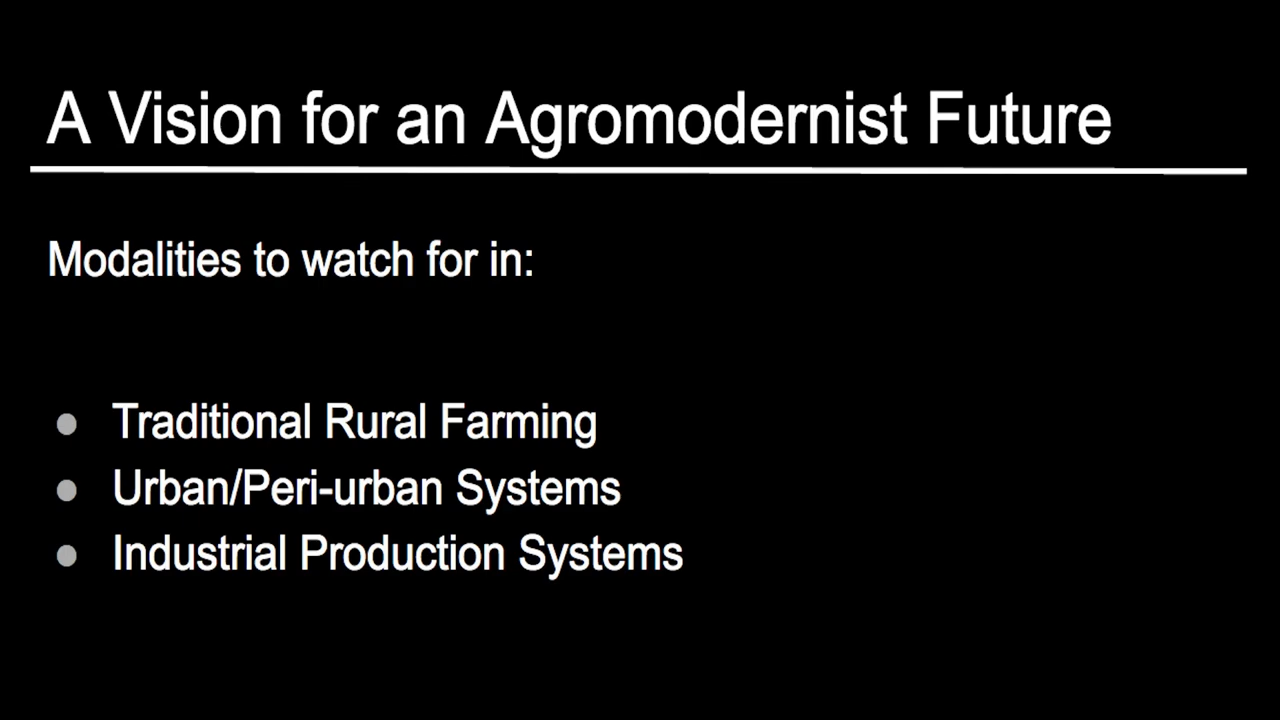 A Vision for an Agromodernist Future
Modalities to watch for in:
● Traditional Rural Farming
● Urban/Peri-urban Systems
● Industrial Production Systems